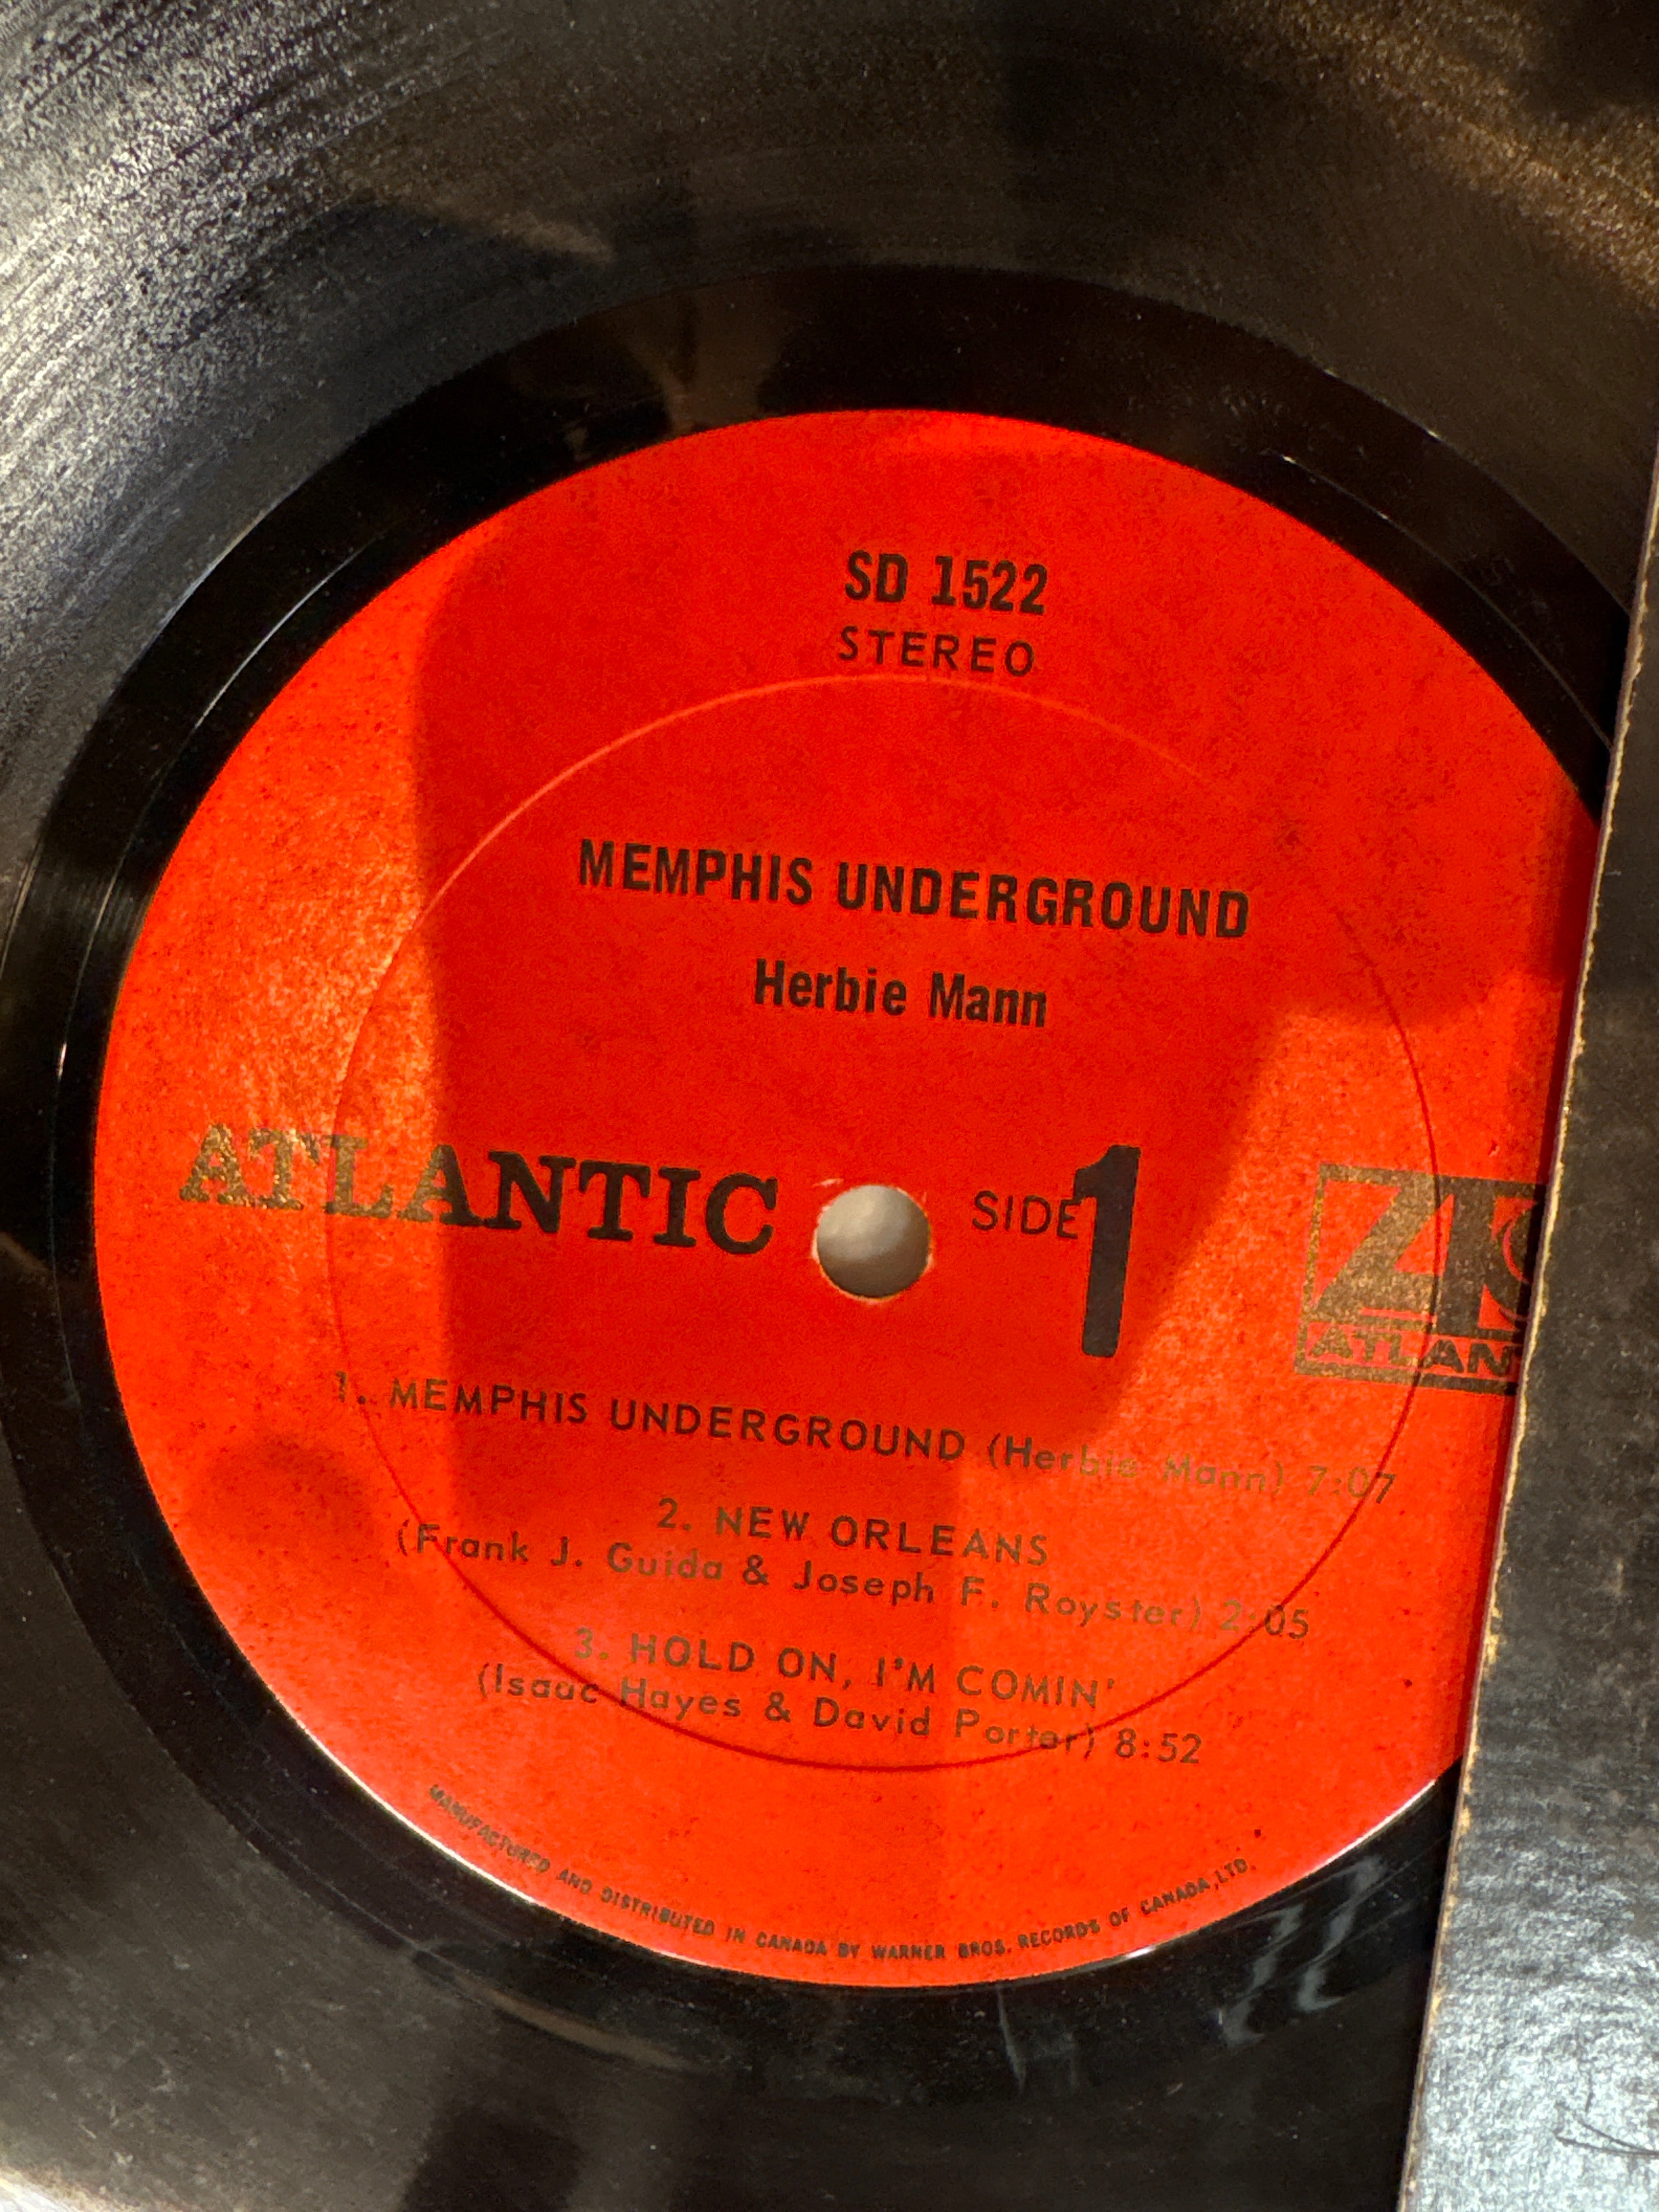 SD 1522
STEREO
MEMPHIS UNDERGROUND
Herbie Mann
ATLANTIC SIDE 1
ATLAN
1. MEMPHIS UNDERGROUND (Herbie Mann) 7:07
2. NEW ORLEANS
(Frank J. Guida & Joseph F. Royster) 2:05
3. HOLD ON, I'M COMIN'
(Isaac Hayes & David Porter) 8:52
MANUFACTURED AND DISTRIBUTED IN CANADA BY WARNER BROS. RECORDS OF CANADA, LTD.